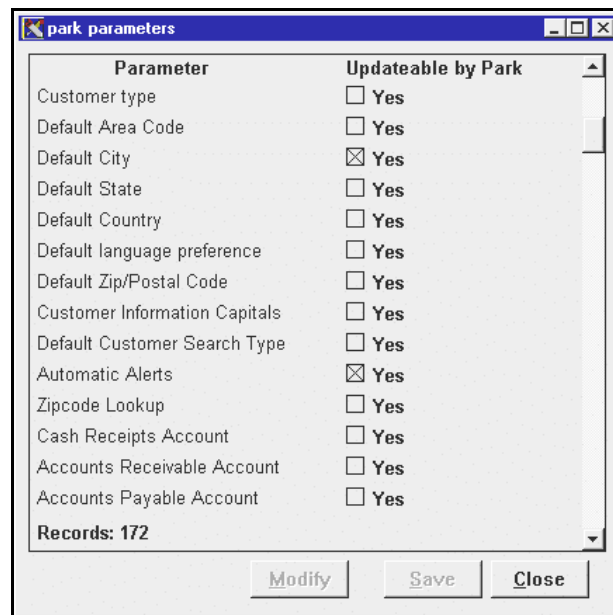 park parameters
Parameter Updateable by Park
Customer type Yes
Default Area Code Yes
Default City Yes
Default State Yes
Default Country Yes
Default language preference Yes
Default Zip/Postal Code Yes
Customer Information Capitals Yes
Default Customer Search Type Yes
Automatic Alerts Yes
Zipcode Lookup Yes
Cash Receipts Account Yes
Accounts Receivable Account Yes
Accounts Payable Account Yes
Records: 172
Modify Save Close